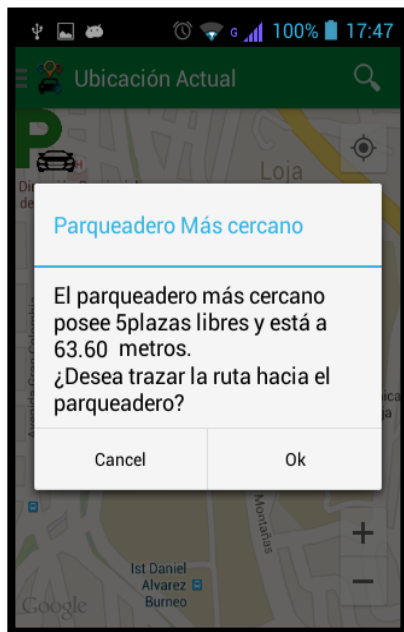 G 100% 17:47
Ubicación Actual
Loja
Parqueadero Más cercano
El parqueadero más cercano
posee 5plazas libres y está a
63.60 metros.
¿Desea trazar la ruta hacia el
parqueadero?
Cancel Ok
Montañas
+
Ist Daniel
Alvarez
Burneo
−
Google